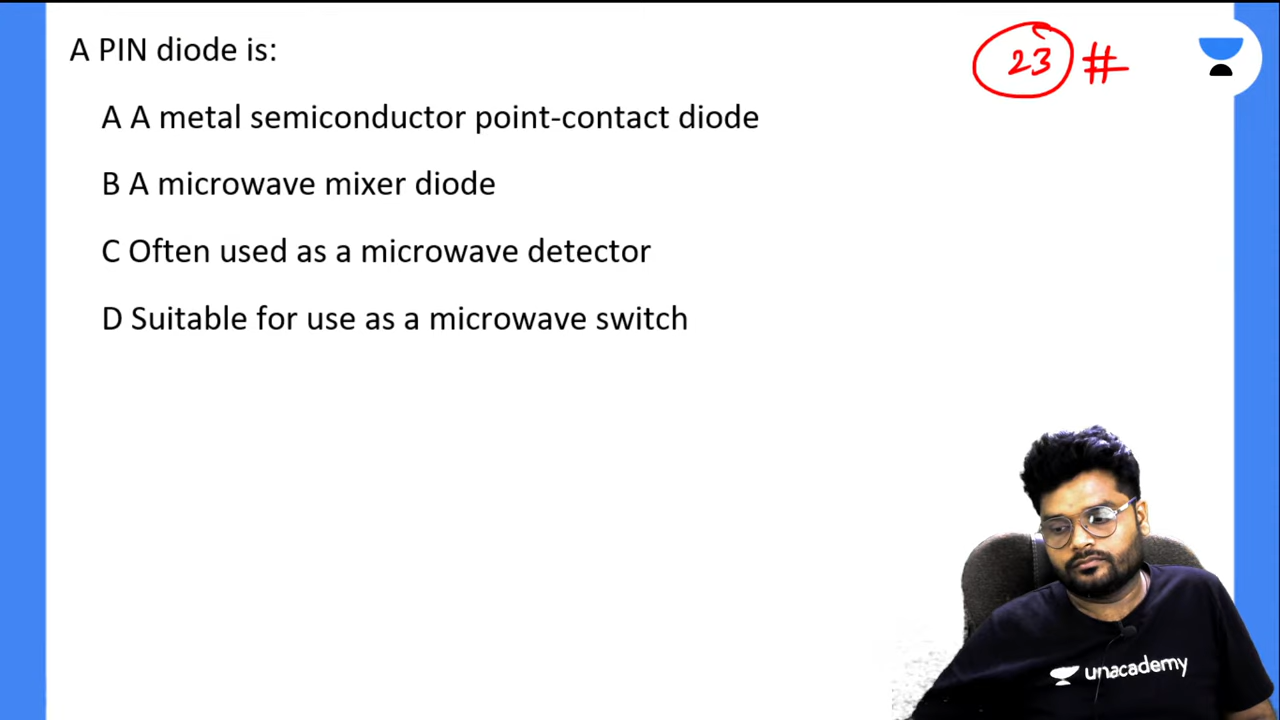 A PIN diode is:
23 #
A A metal semiconductor point-contact diode
B A microwave mixer diode
C Often used as a microwave detector
D Suitable for use as a microwave switch
unacademy